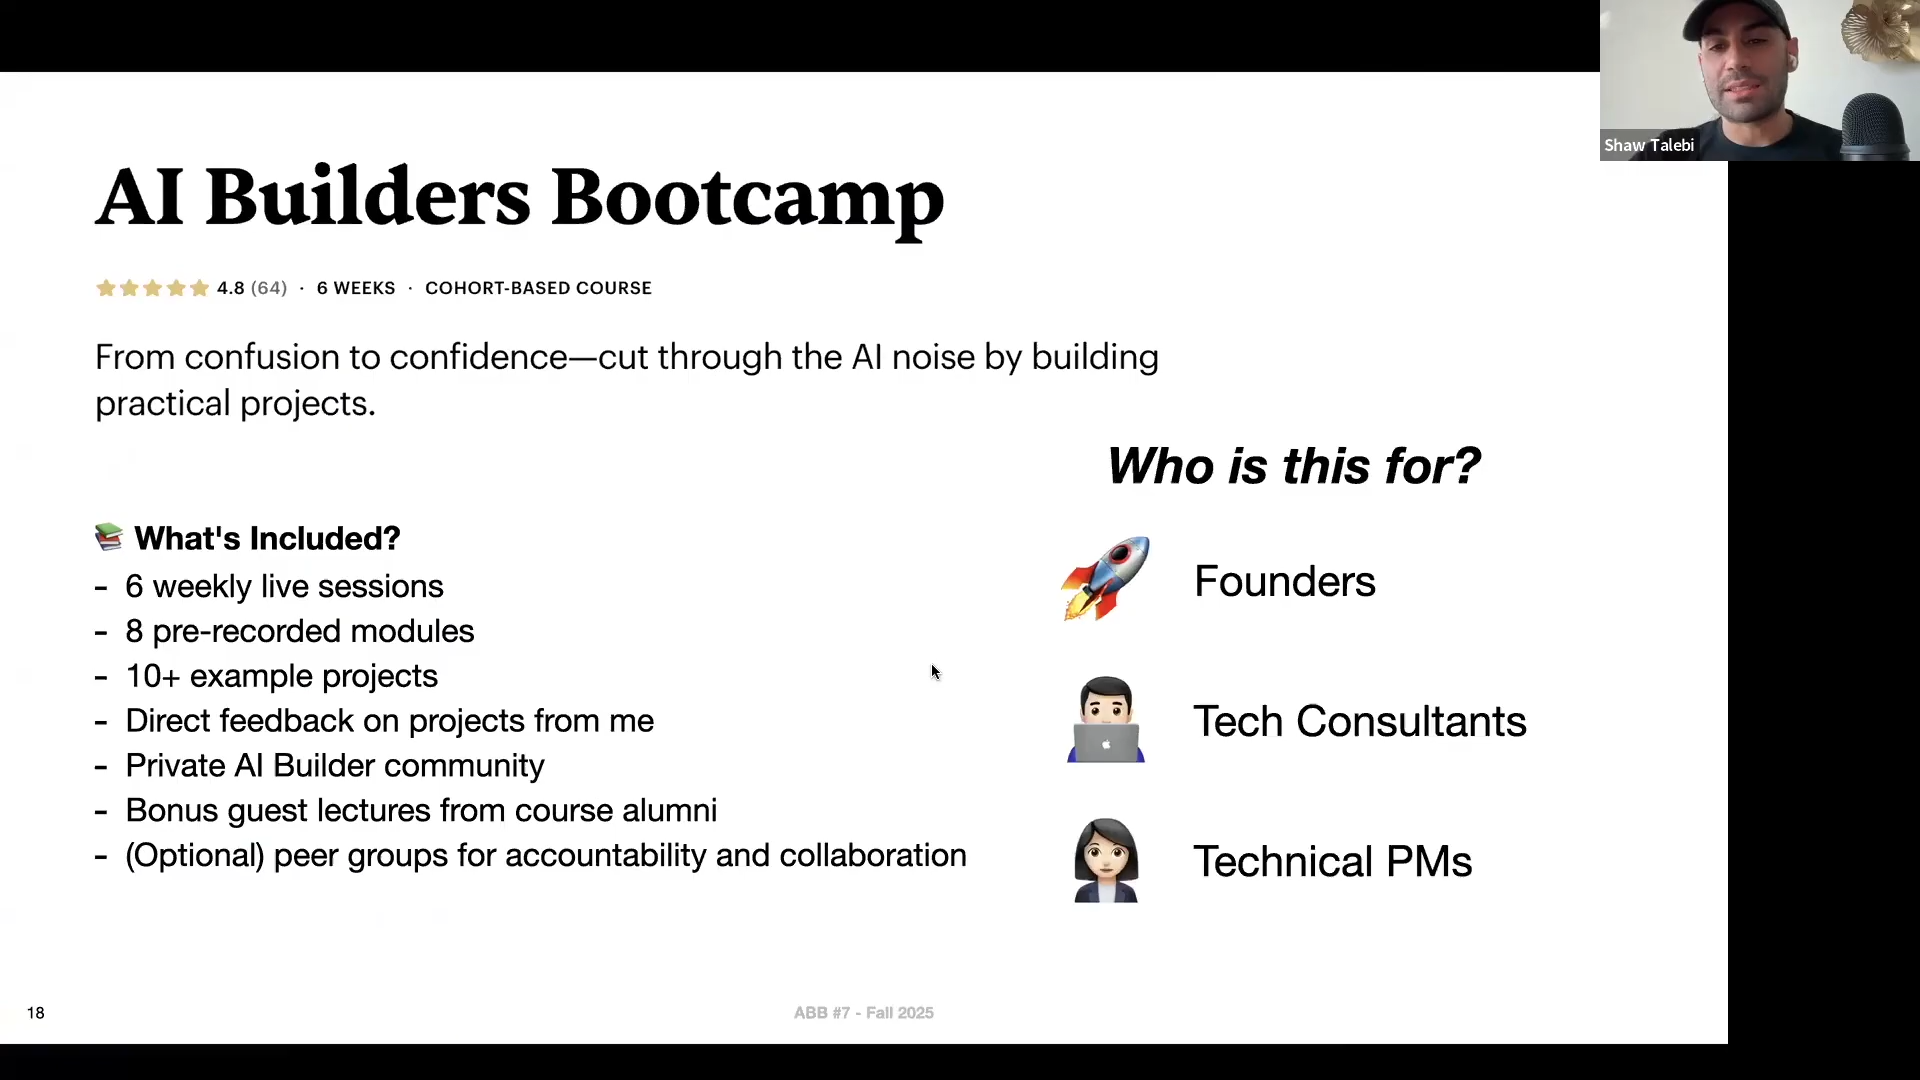 Shaw Talebi
AI Builders Bootcamp
4.8 (64) · 6 WEEKS · COHORT-BASED COURSE
From confusion to confidence—cut through the AI noise by building
practical projects.
Who is this for?
What's Included?
- 6 weekly live sessions
- 8 pre-recorded modules
- 10+ example projects
- Direct feedback on projects from me
- Private AI Builder community
- Bonus guest lectures from course alumni
- (Optional) peer groups for accountability and collaboration
Founders
Tech Consultants
Technical PMs
18
ABB #7 - Fall 2025